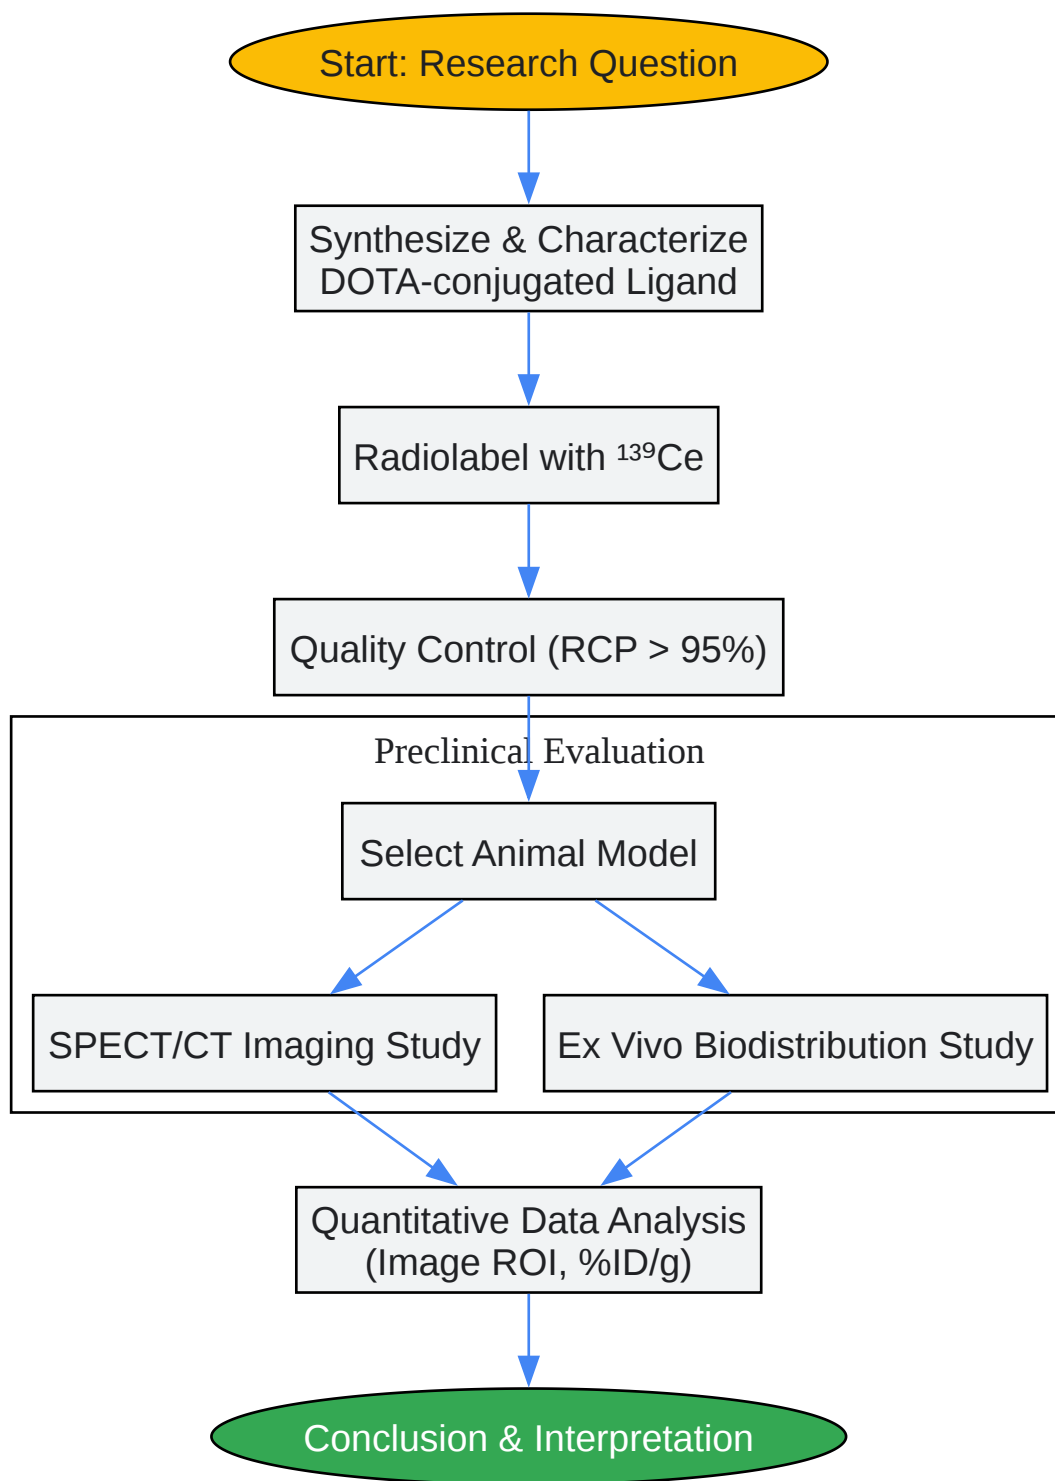 Start: Research Question
Synthesize & Characterize
DOTA-conjugated Ligand
Radiolabel with ¹³⁹Ce
Quality Control (RCP > 95%)
Preclinical Evaluation
Select Animal Model
SPECT/CT Imaging Study
Ex Vivo Biodistribution Study
Quantitative Data Analysis
(Image ROI, %ID/g)
Conclusion & Interpretation